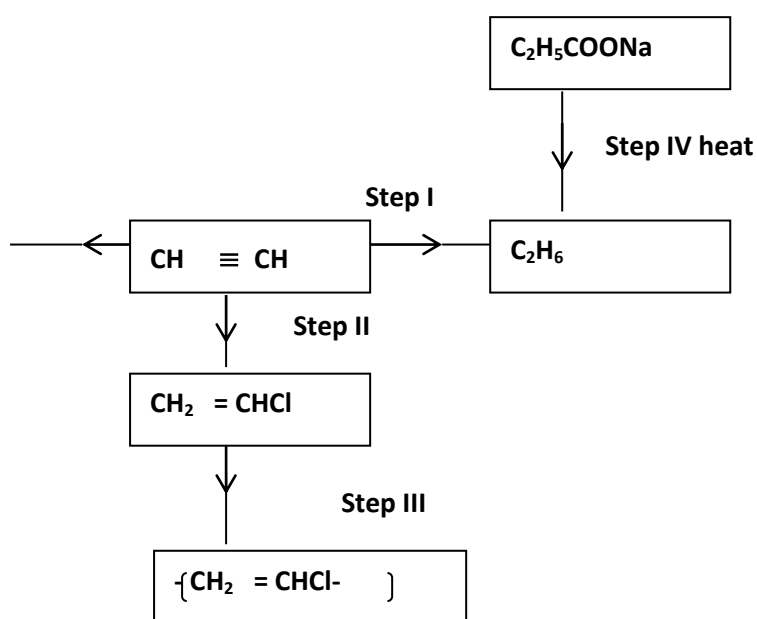 C₂H₅COONa
Step IV heat
Step I
CH ≡ CH
C₂H₆
Step II
CH₂ = CHCl
Step III
-[CH₂ = CHCl- ]